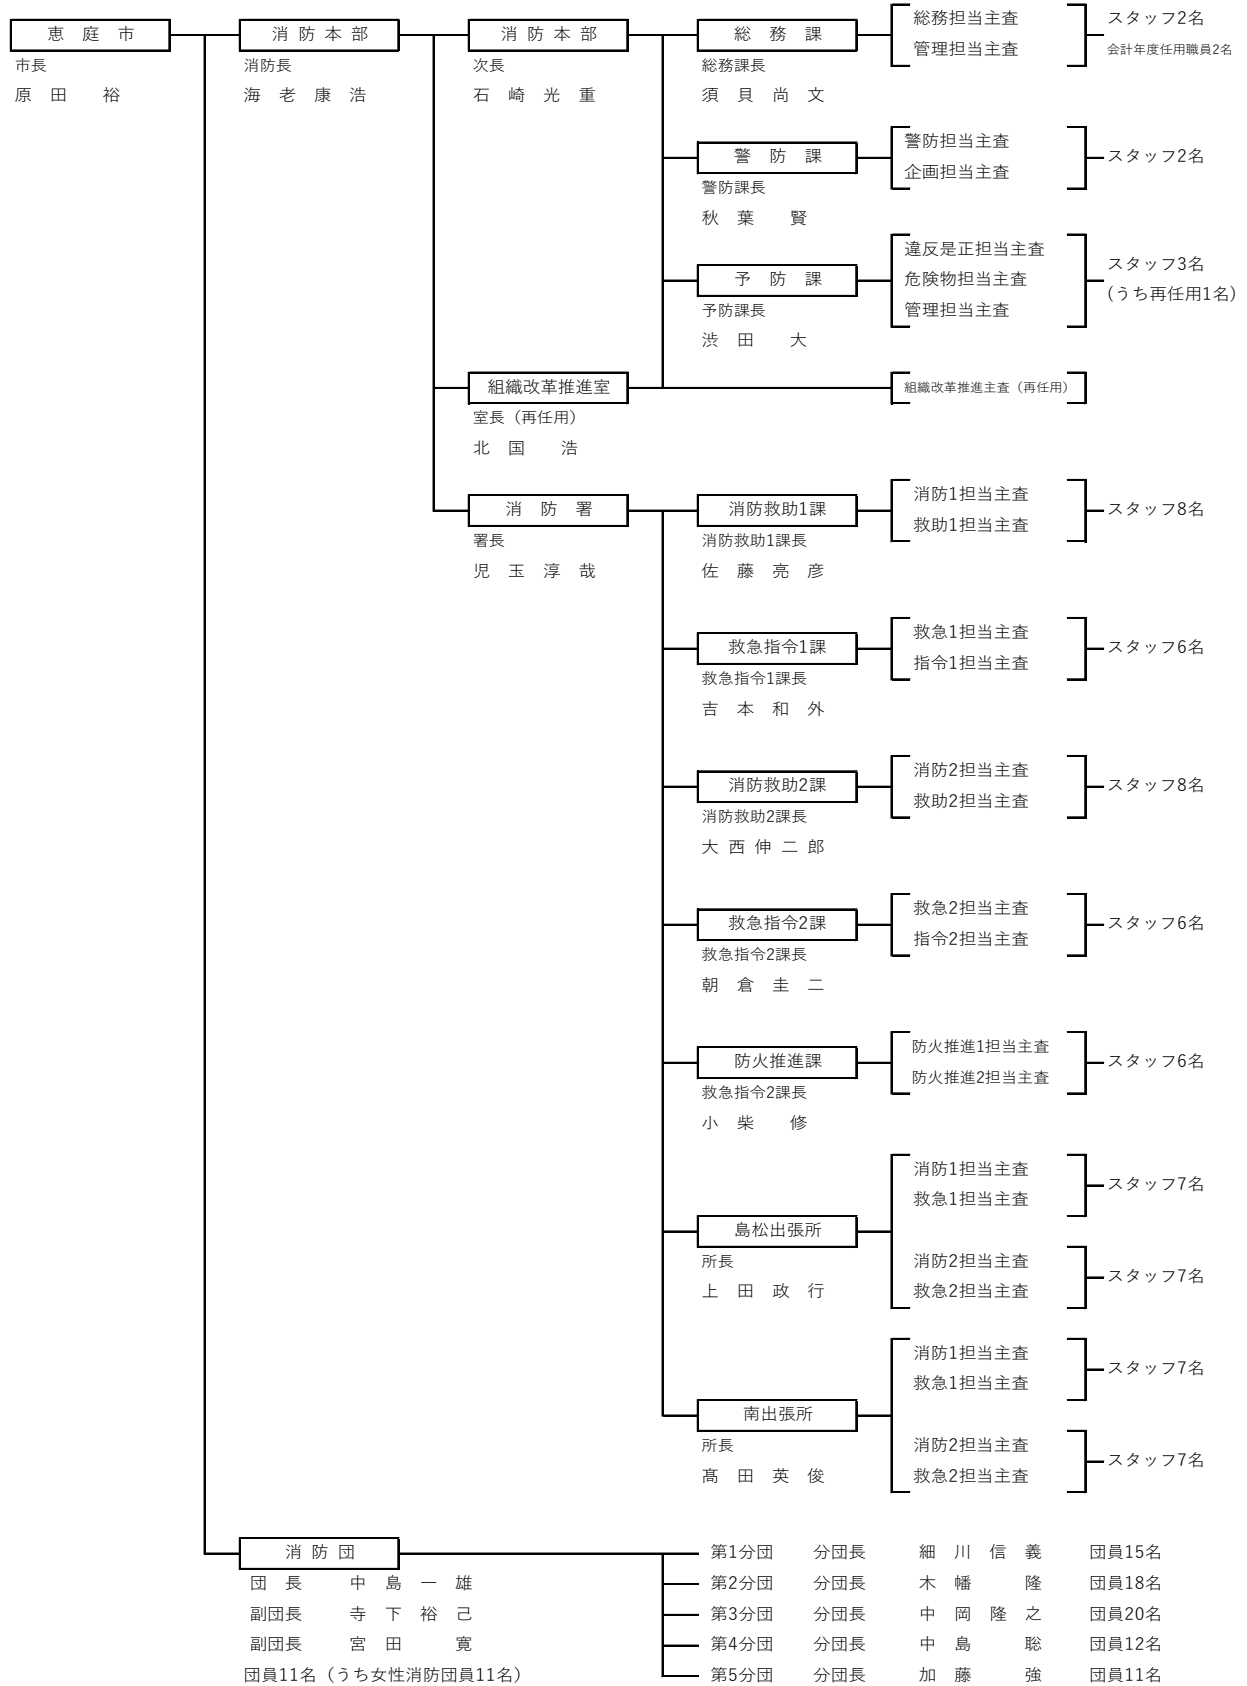 恵庭市
市長
原田　裕
消防本部
消防長
海老康浩
消防本部
次長
石崎光重
総務課
総務課長
須貝尚文
総務担当主査
管理担当主査
スタッフ2名
会計年度任用職員2名
警防課
警防課長
秋葉　賢
警防担当主査
企画担当主査
スタッフ2名
予防課
予防課長
渋田　大
違反是正担当主査
危険物担当主査
管理担当主査
スタッフ3名
(うち再任用1名)
組織改革推進室
室長（再任用）
北国　浩
組織改革推進主査（再任用）
消防署
署長
児玉淳哉
消防救助1課
消防救助1課長
佐藤亮彦
消防1担当主査
救助1担当主査
スタッフ8名
救急指令1課
救急指令1課長
吉本和外
救急1担当主査
指令1担当主査
スタッフ6名
消防救助2課
消防救助2課長
大西伸二郎
消防2担当主査
救助2担当主査
スタッフ8名
救急指令2課
救急指令2課長
朝倉圭二
救急2担当主査
指令2担当主査
スタッフ6名
防火推進課
救急指令2課長
小柴　修
防火推進1担当主査
防火推進2担当主査
スタッフ6名
島松出張所
所長
上田政行
消防1担当主査
救急1担当主査
スタッフ7名
消防2担当主査
救急2担当主査
スタッフ7名
南出張所
所長
髙田英俊
消防1担当主査
救急1担当主査
スタッフ7名
消防2担当主査
救急2担当主査
スタッフ7名
消防団
団長　中島一雄
副団長　寺下裕己
副団長　宮田　寛
団員11名（うち女性消防団員11名）
第1分団　分団長　細川信義　団員15名
第2分団　分団長　木幡　隆　団員18名
第3分団　分団長　中岡隆之　団員20名
第4分団　分団長　中島　聡　団員12名
第5分団　分団長　加藤　強　団員11名